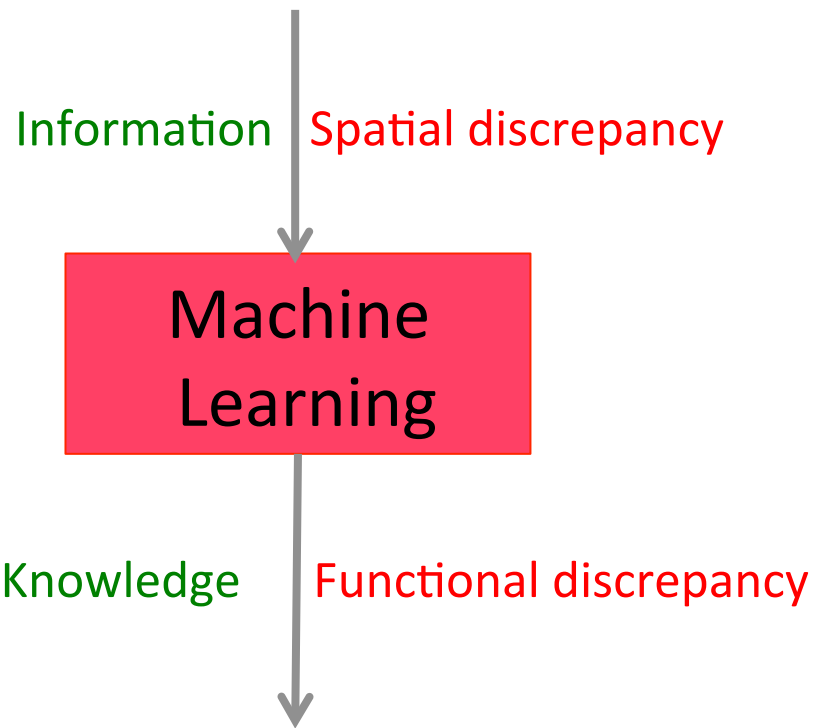 Information
Spatial discrepancy
Machine
Learning
Knowledge
Functional discrepancy